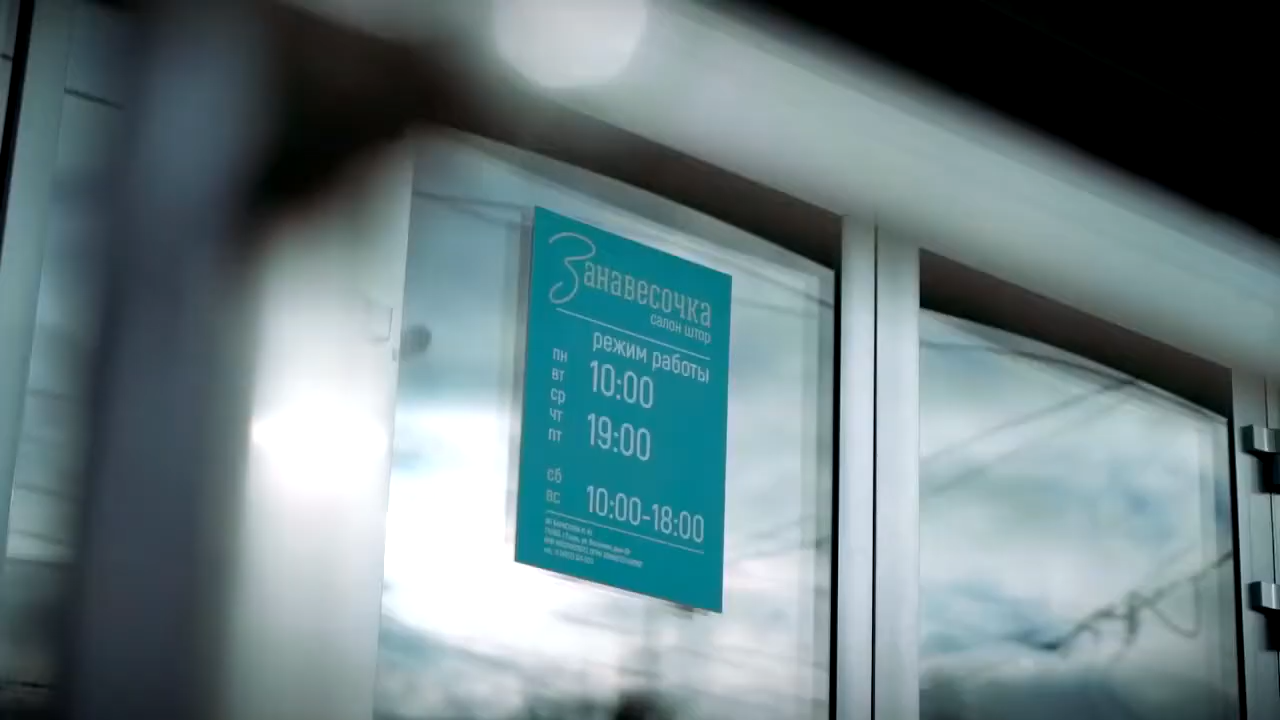 Занавесочка
салон штор
режим работы
пн
вт
ср
чт
пт
10:00
19:00
сб
вс
10:00-18:00